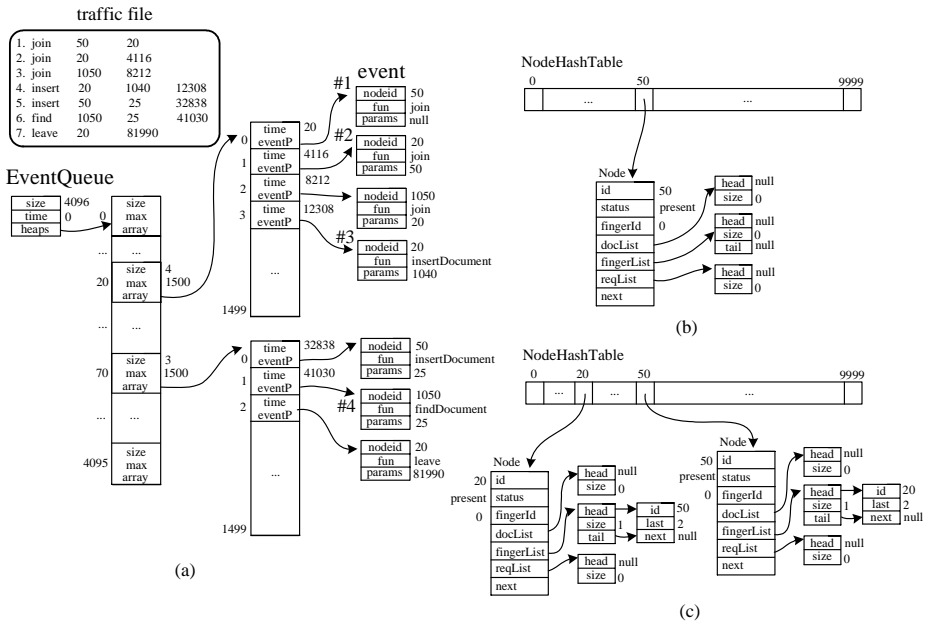 traffic file
1. join 50 20
2. join 20 4116
3. join 1050 8212
4. insert 20 1040 12308
5. insert 50 25 32838
6. find 1050 25 41030
7. leave 20 81990
EventQueue
size 4096
time 0
heaps
0
size
max
array
...
...
20
size 4
max 1500
array
...
...
70
size 3
max 1500
array
...
...
4095
size
max
array
0
time 20
eventP
1
time 4116
eventP
2
time 8212
eventP
3
time 12308
eventP
...
1499
0
time 32838
eventP
1
time 41030
eventP
2
time
eventP
...
1499
event
#1
nodeid 50
fun join
params null
#2
nodeid 20
fun join
params 50
nodeid 1050
fun join
params 20
#3
nodeid 20
fun insertDocument
params 1040
nodeid 50
fun insertDocument
params 25
#4
nodeid 1050
fun findDocument
params 25
nodeid 20
fun leave
params 81990
(a)
NodeHashTable
0 50 9999
... ...
Node
id 50
status present
fingerId 0
docList
fingerList
reqList
next
head null
size 0
head null
size 0
tail null
head null
size 0
(b)
NodeHashTable
0 20 50 9999
... ... ...
Node
20 id
present status
0 fingerId
docList
fingerList
reqList
next
head null
size 0
head
size 1
tail
id 50
last 2
next null
head null
size 0
Node
50 id
present status
0 fingerId
docList
fingerList
reqList
next
head null
size 0
head
size 1
tail
id 20
last 2
next null
head null
size 0
(c)